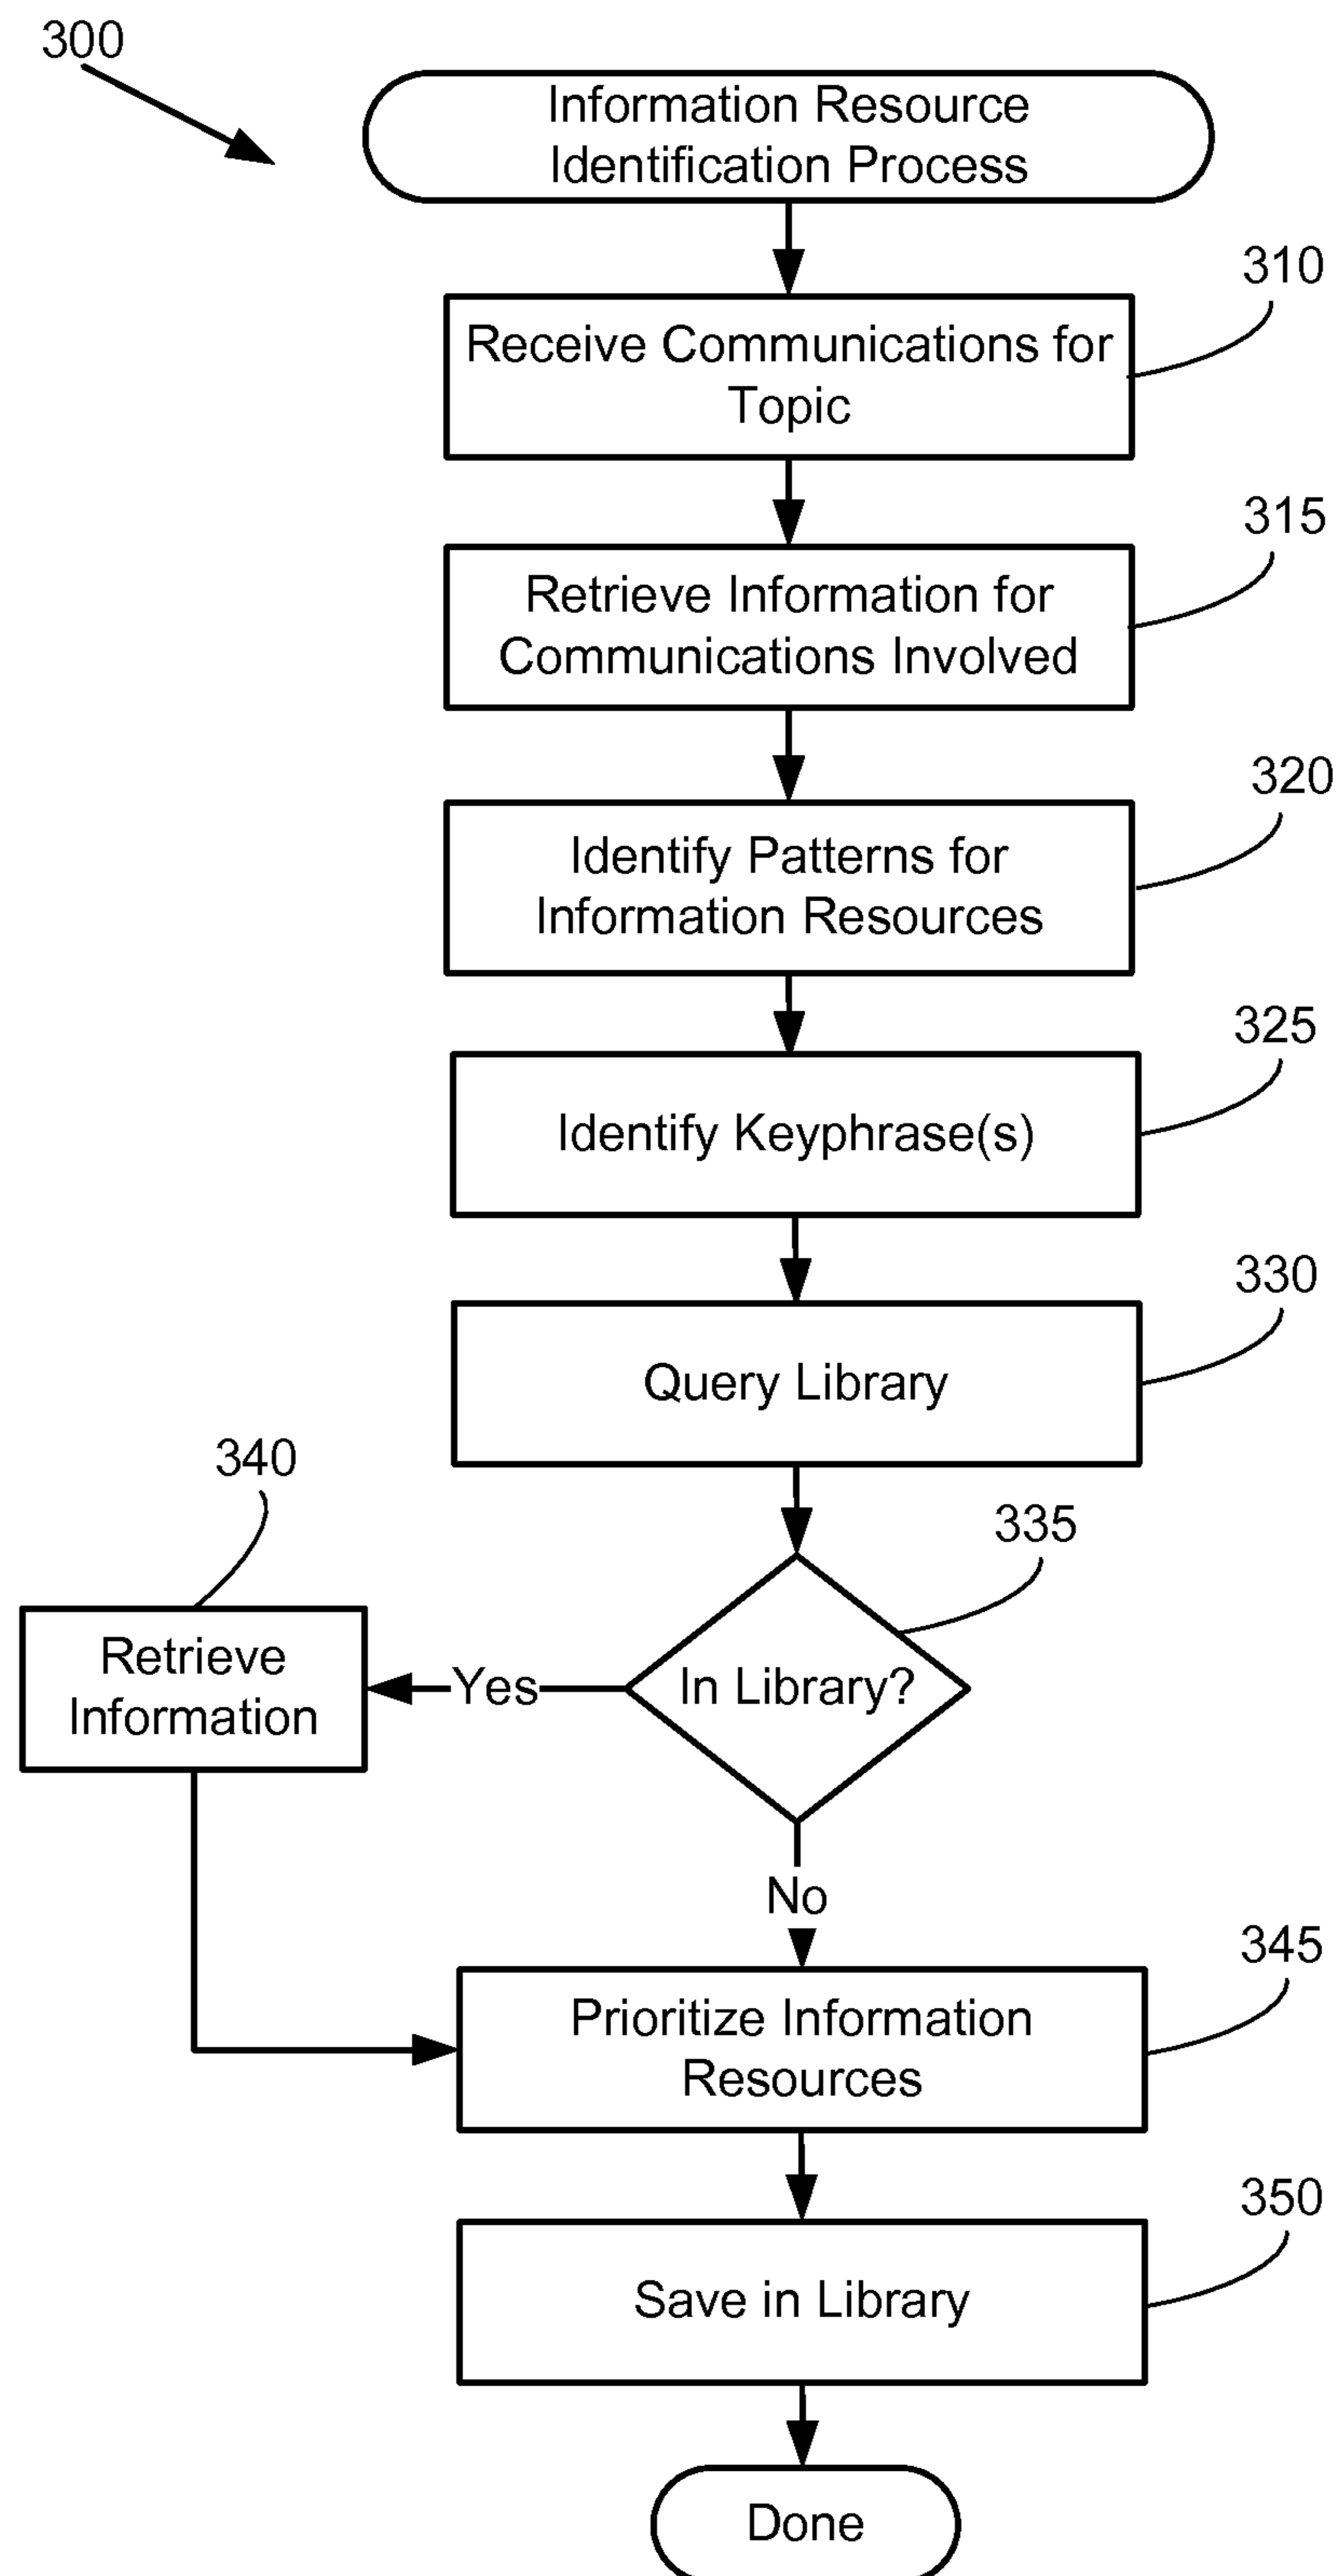 300
Information Resource
Identification Process
310
Receive Communications for
Topic
315
Retrieve Information for
Communications Involved
320
Identify Patterns for
Information Resources
325
Identify Keyphrase(s)
330
Query Library
340
335
Retrieve
Information
Yes
In Library?
No
345
Prioritize Information
Resources
350
Save in Library
Done